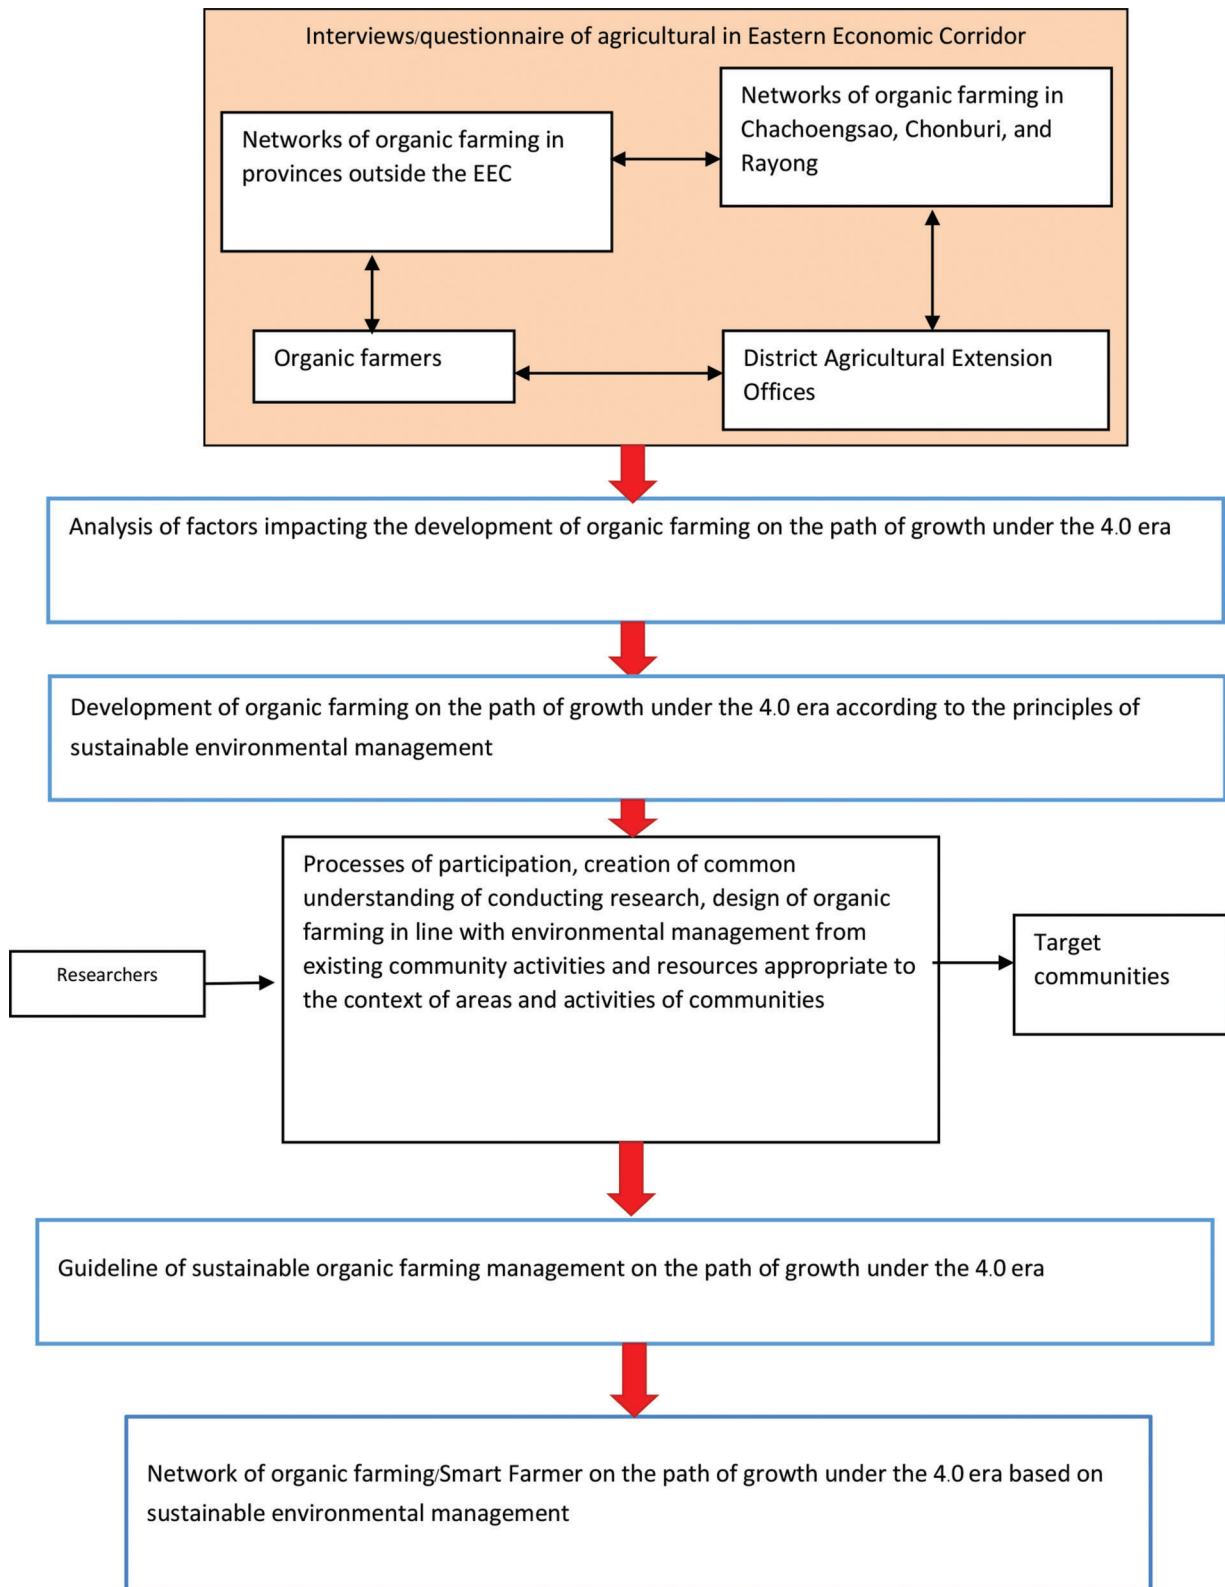 Interviews/questionnaire of agricultural in Eastern Economic Corridor
Networks of organic farming in
provinces outside the EEC
Networks of organic farming in
Chachoengsao, Chonburi, and
Rayong
Organic farmers
District Agricultural Extension
Offices
Analysis of factors impacting the development of organic farming on the path of growth under the 4.0 era
Development of organic farming on the path of growth under the 4.0 era according to the principles of
sustainable environmental management
Processes of participation, creation of common
understanding of conducting research, design of organic
farming in line with environmental management from
existing community activities and resources appropriate to
the context of areas and activities of communities
Researchers
Target
communities
Guideline of sustainable organic farming management on the path of growth under the 4.0 era
Network of organic farming/Smart Farmer on the path of growth under the 4.0 era based on
sustainable environmental management